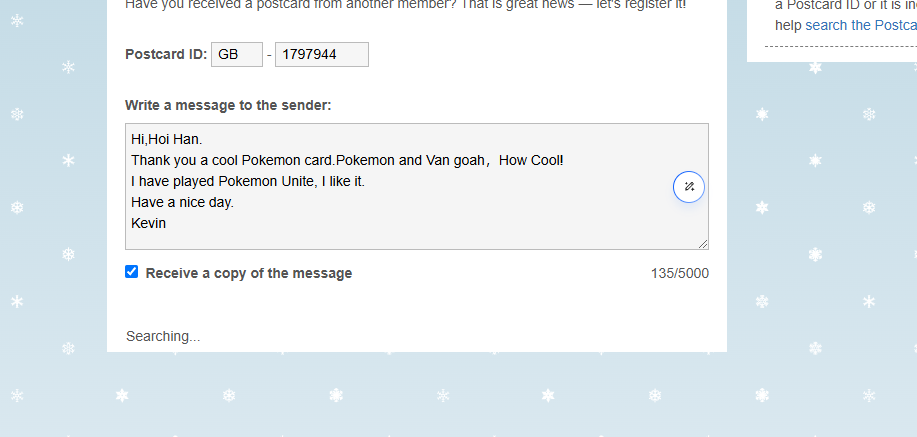 Have you received a postcard from another member? That is great news — let's register it!
a Postcard ID or it is
help search the
Postcard ID: GB - 1797944
Write a message to the sender:
Hi,Hoi Han.
Thank you a cool Pokemon card.Pokemon and Van goah，How Cool!
I have played Pokemon Unite, I like it.
Have a nice day.
Kevin
Receive a copy of the message 135/5000
Searching...